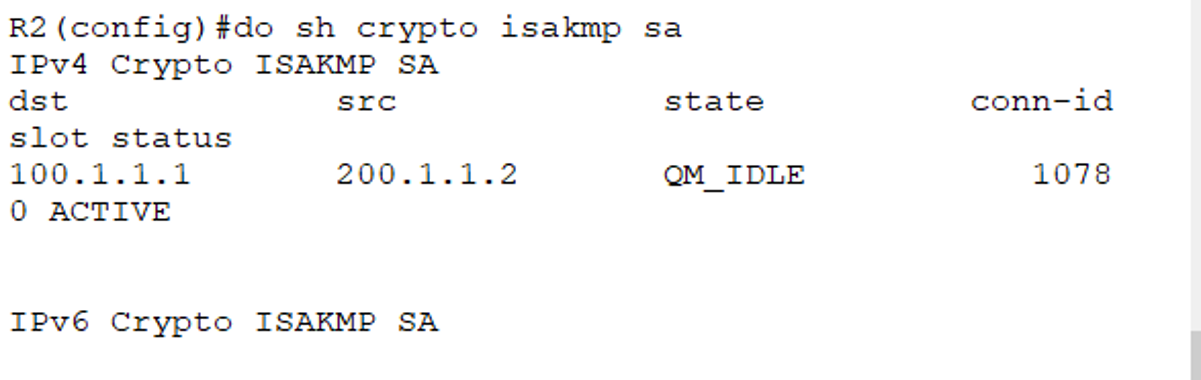 R2(config)#do sh crypto isakmp sa
IPv4 Crypto ISAKMP SA
dst src state conn-id
slot status
100.1.1.1 200.1.1.2 QM_IDLE 1078
0 ACTIVE
IPv6 Crypto ISAKMP SA